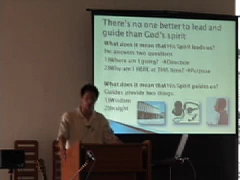 There's no one better to lead and
guide than God's spirit
What does it mean that his Spirit leads us?
He answers two questions
1)Where am I going? →Direction
2)Why am I HERE at THIS time? →Purpose
What does it mean that his Spirit guides us?
Guides provide two things:
1)Wisdom
2)Insight